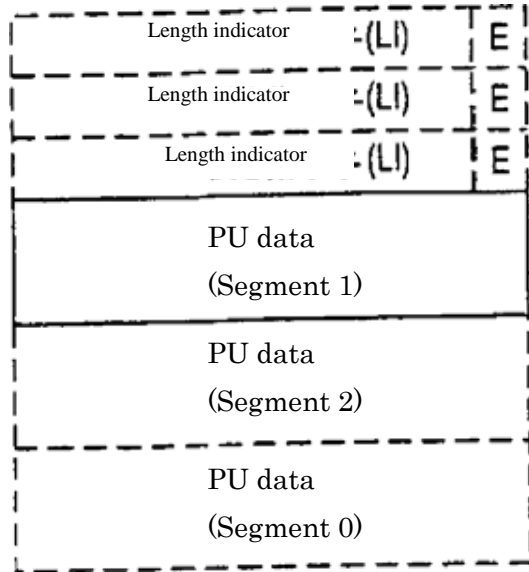 Length indicator (LI) E
Length indicator (LI) E
Length indicator (LI) E
PU data
(Segment 1)
PU data
(Segment 2)
PU data
(Segment 0)